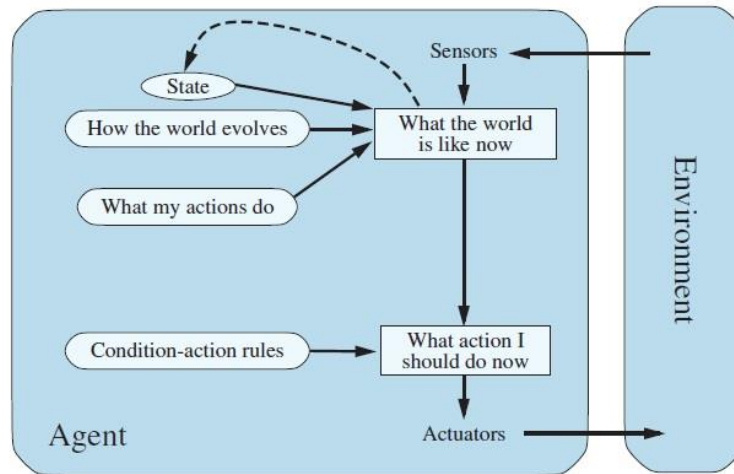 Sensors
State
How the world evolves
What the world
is like now
What my actions do
Condition-action rules
What action I
should do now
Agent
Actuators
Environment